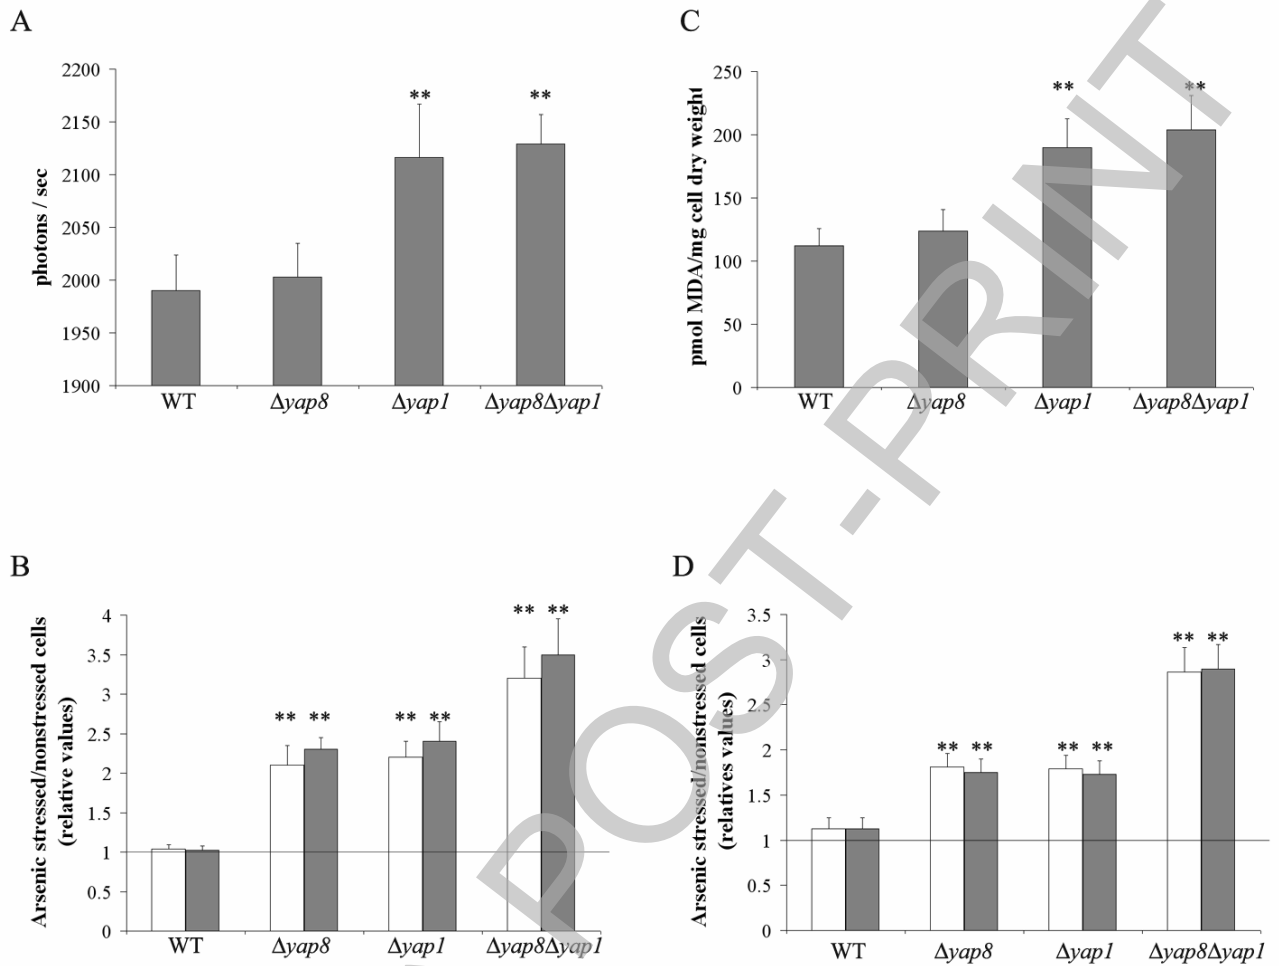 A
2200
2150
2100
2050
2000
1950
1900
photons / sec
**
**
WT
Δyap8
Δyap1
Δyap8Δyap1
C
250
200
150
100
50
0
pmol MDA/mg cell dry weight
**
**
WT
Δyap8
Δyap1
Δyap8Δyap1
B
4
3.5
3
2.5
2
1.5
1
0.5
0
Arsenic stressed/nonstressed cells
(relative values)
** **
** **
** **
WT
Δyap8
Δyap1
Δyap8Δyap1
D
3.5
3
2.5
2
1.5
1
0.5
0
Arsenic stressed/nonstressed cells
(relatives values)
** **
** **
** **
WT
Δyap8
Δyap1
Δyap8Δyap1
POST-PRINT